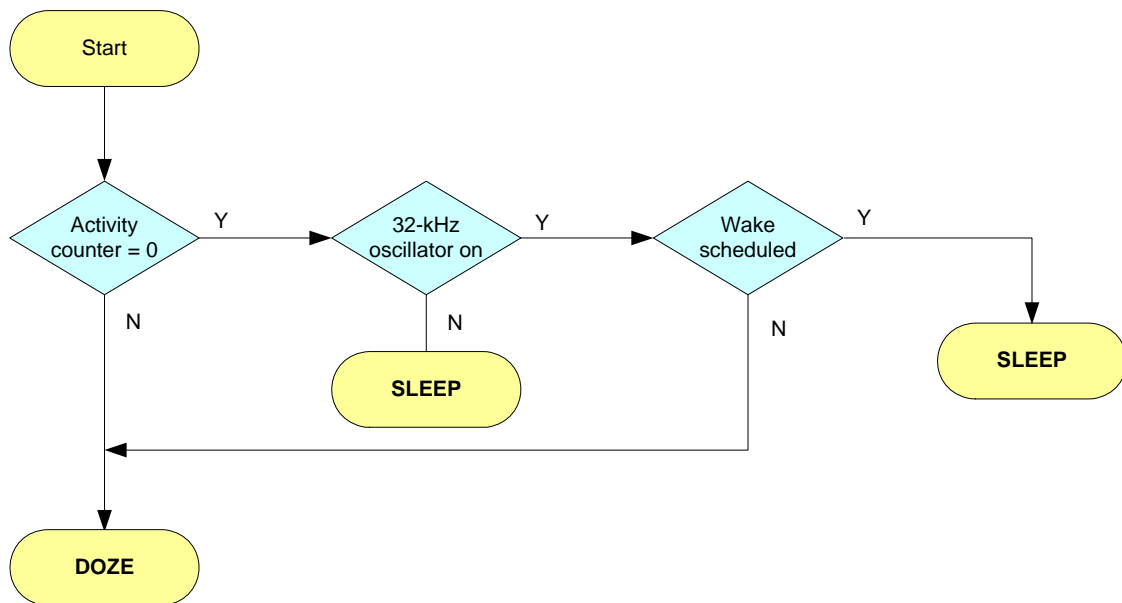 Start
Activity
counter = 0
Y
32-kHz
oscillator on
Y
Wake
scheduled
Y
N
N
N
SLEEP
SLEEP
DOZE